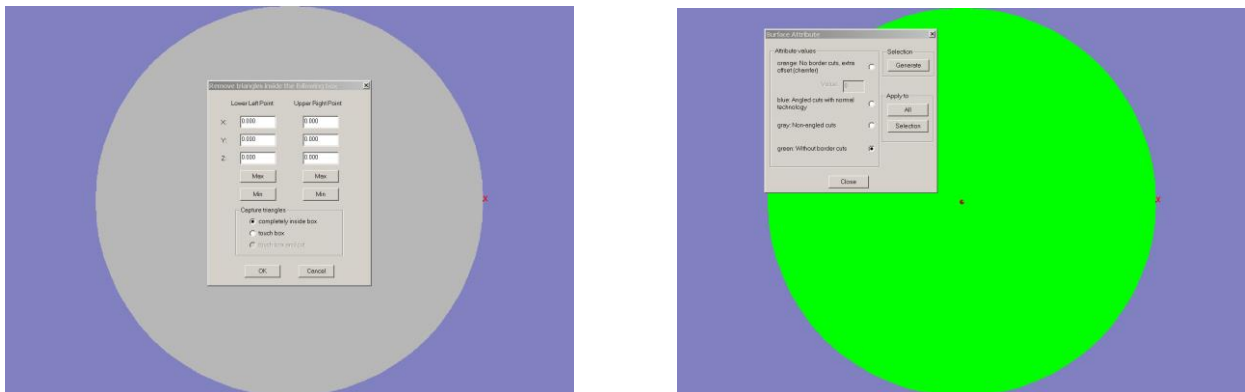 Remove triangles inside the following box
Lower Left Point Upper Right Point
X: 0.000 0.000
Y: 0.000 0.000
Z: 0.000 0.000
Max Max
Min Min
Capture triangles
completely inside box
touch box
OK Cancel
X
Surface Attribute
Attribute values
orange: No border cuts, extra
offset (chamfer)
Value:
blue: Angled cuts with normal
technology
gray: Non-angled cuts
green: Without border cuts
Selection
Generate
Apply to
All
Selection
Close
X